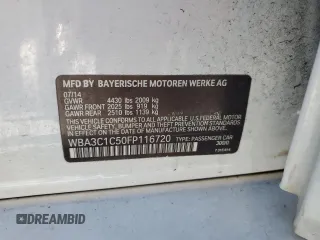 MFD BY BAYERISCHE MOTOREN WERKE AG
07/14
GVWR 4430 lbs 2009 kg
GAWR FRONT 2025 lbs 919 kg
GAWR REAR 2510 lbs 1139 kg
THIS VEHICLE CONFORMS TO ALL APPLICABLE U.S. FEDERAL MOTOR
VEHICLE SAFETY, BUMPER, AND THEFT PREVENTION STANDARDS
IN EFFECT ON THE DATE OF MANUFACTURE SHOWN ABOVE.
WBA3C1C50FP116720 TYPE: PASSENGER CAR
DREAMBID